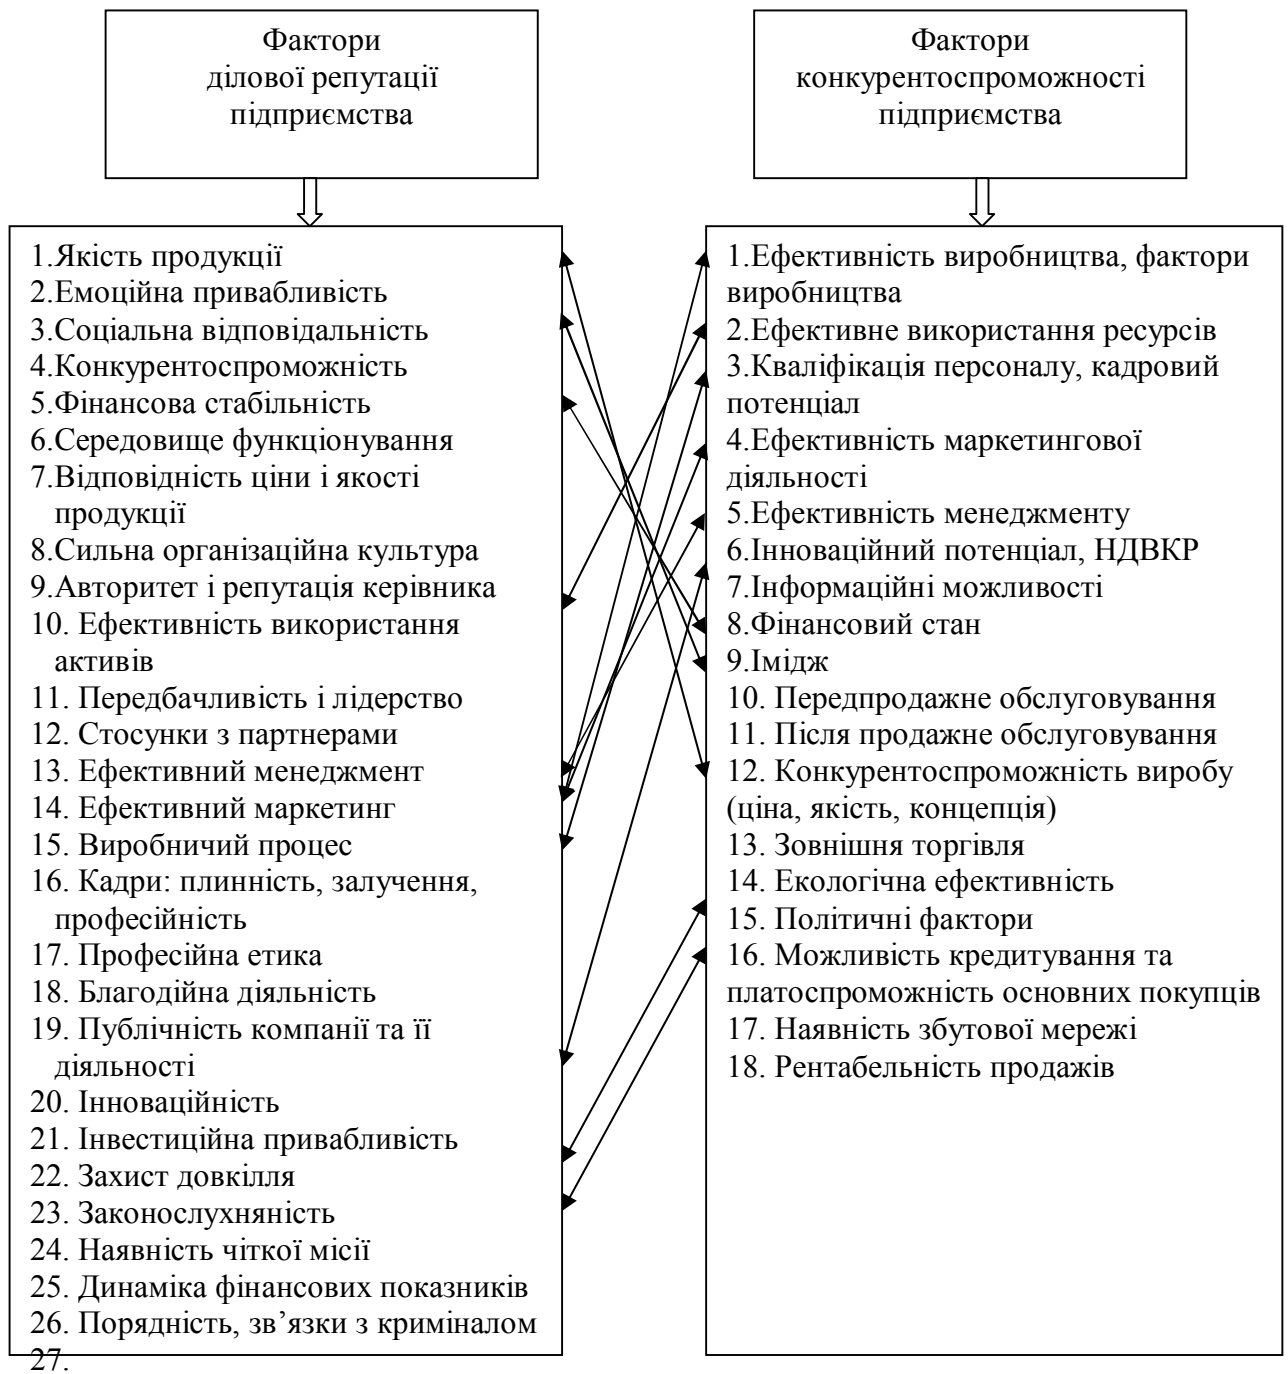 Фактори
ділової репутації
підприємства
Фактори
конкурентоспроможності
підприємства
1.Якість продукції
2.Емоційна привабливість
3.Соціальна відповідальність
4.Конкурентоспроможність
5.Фінансова стабільність
6.Середовище функціонування
7.Відповідність ціни і якості
продукції
8.Сильна організаційна культура
9.Авторитет і репутація керівника
10. Ефективність використання
активів
11. Передбачливість і лідерство
12. Стосунки з партнерами
13. Ефективний менеджмент
14. Ефективний маркетинг
15. Виробничий процес
16. Кадри: плинність, залучення,
професійність
17. Професійна етика
18. Благодійна діяльність
19. Публічність компанії та її
діяльності
20. Інноваційність
21. Інвестиційна привабливість
22. Захист довкілля
23. Законослухняність
24. Наявність чіткої місії
25. Динаміка фінансових показників
26. Порядність, зв’язки з криміналом
27.
1.Ефективність виробництва, фактори
виробництва
2.Ефективне використання ресурсів
3.Кваліфікація персоналу, кадровий
потенціал
4.Ефективність маркетингової
діяльності
5.Ефективність менеджменту
6.Інноваційний потенціал, НДВКР
7.Інформаційні можливості
8.Фінансовий стан
9.Імідж
10. Передпродажне обслуговування
11. Після продажне обслуговування
12. Конкурентоспроможність виробу
(ціна, якість, концепція)
13. Зовнішня торгівля
14. Екологічна ефективність
15. Політичні фактори
16. Можливість кредитування та
платоспроможність основних покупців
17. Наявність збутової мережі
18. Рентабельність продажів